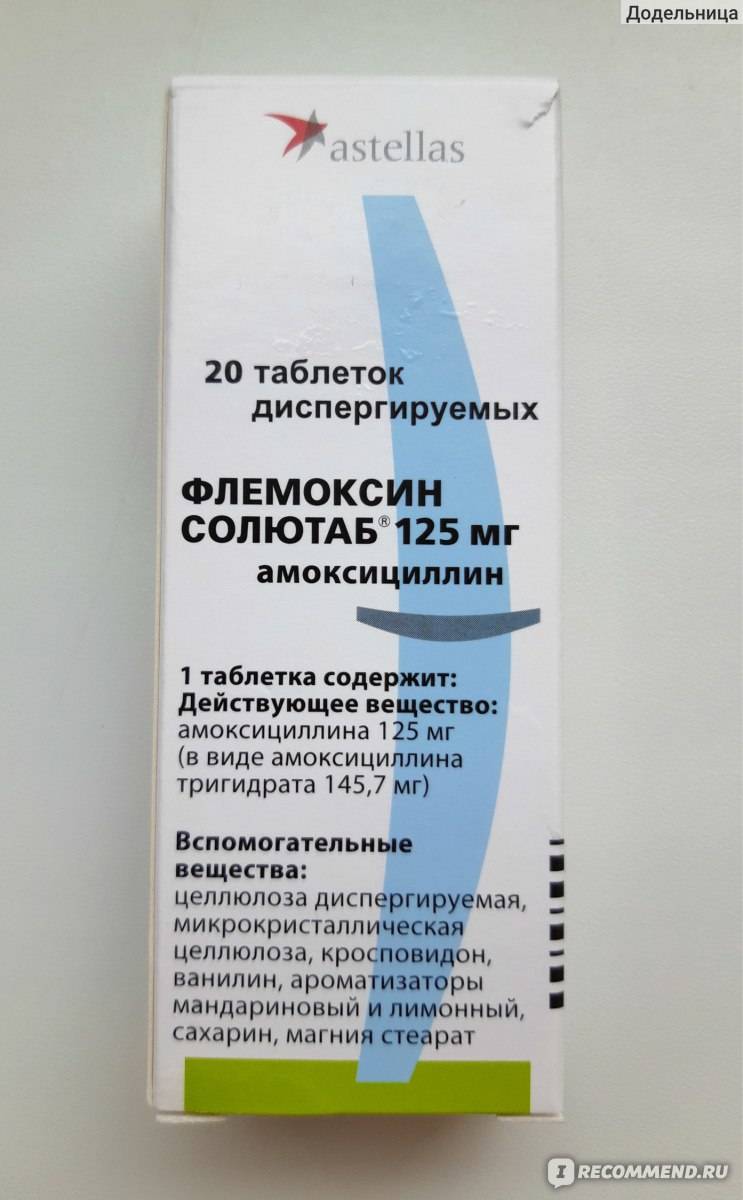 Додельница
astellas
20 таблеток
диспергируемых
ФЛЕМОКСИН
СОЛЮТАБ® 125 мг
амоксициллин
1 таблетка содержит:
Действующее вещество:
амоксициллина 125 мг
(в виде амоксициллина
тригидрата 145,7 мг)
Вспомогательные
вещества:
целлюлоза диспергируемая,
микрокристаллическая
целлюлоза, кросповидон,
ванилин, ароматизаторы
мандариновый и лимонный,
сахарин, магния стеарат
IRECOMMEND.RU